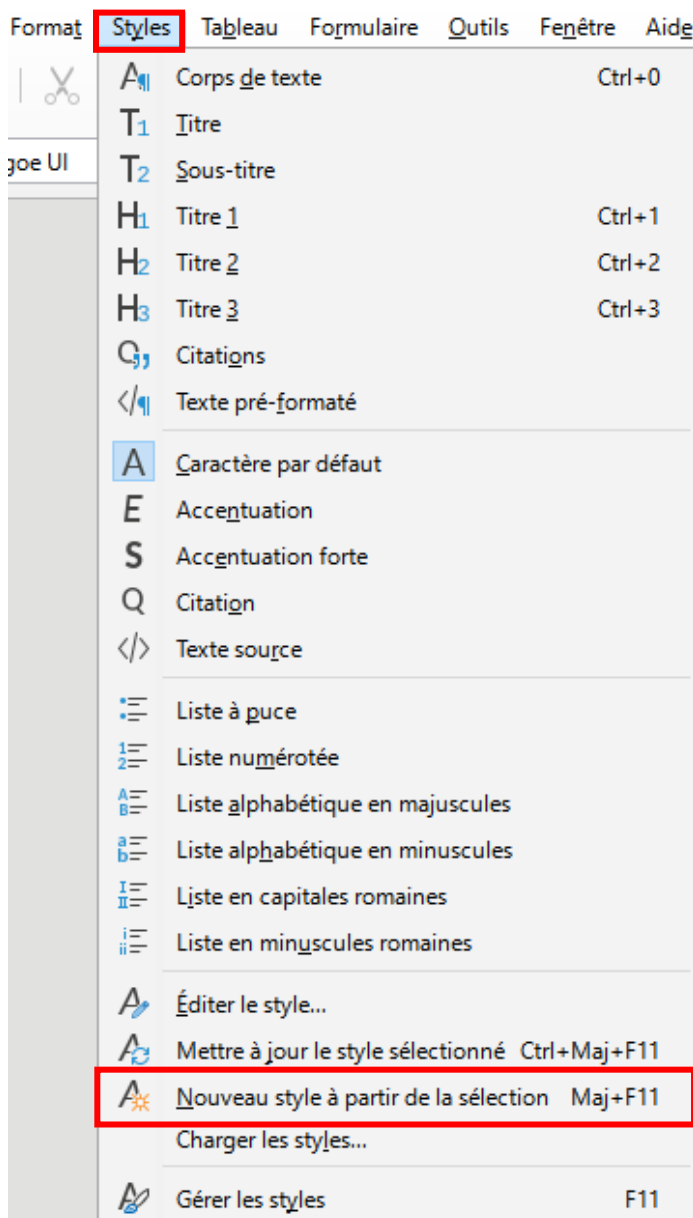 Format Styles Tableau Formulaire Outils Fenêtre Aide
Corps de texte Ctrl+0
goe UI
Titre
Sous-titre
Titre 1 Ctrl+1
Titre 2 Ctrl+2
Titre 3 Ctrl+3
Citations
Texte pré-formaté
Caractère par défaut
Accentuation
Accentuation forte
Citation
Texte source
Liste à puce
Liste numérotée
Liste alphabétique en majuscules
Liste alphabétique en minuscules
Liste en capitales romaines
Liste en minuscules romaines
Éditer le style...
Mettre à jour le style sélectionné Ctrl+Maj+F11
Nouveau style à partir de la sélection Maj+F11
Charger les styles...
Gérer les styles F11